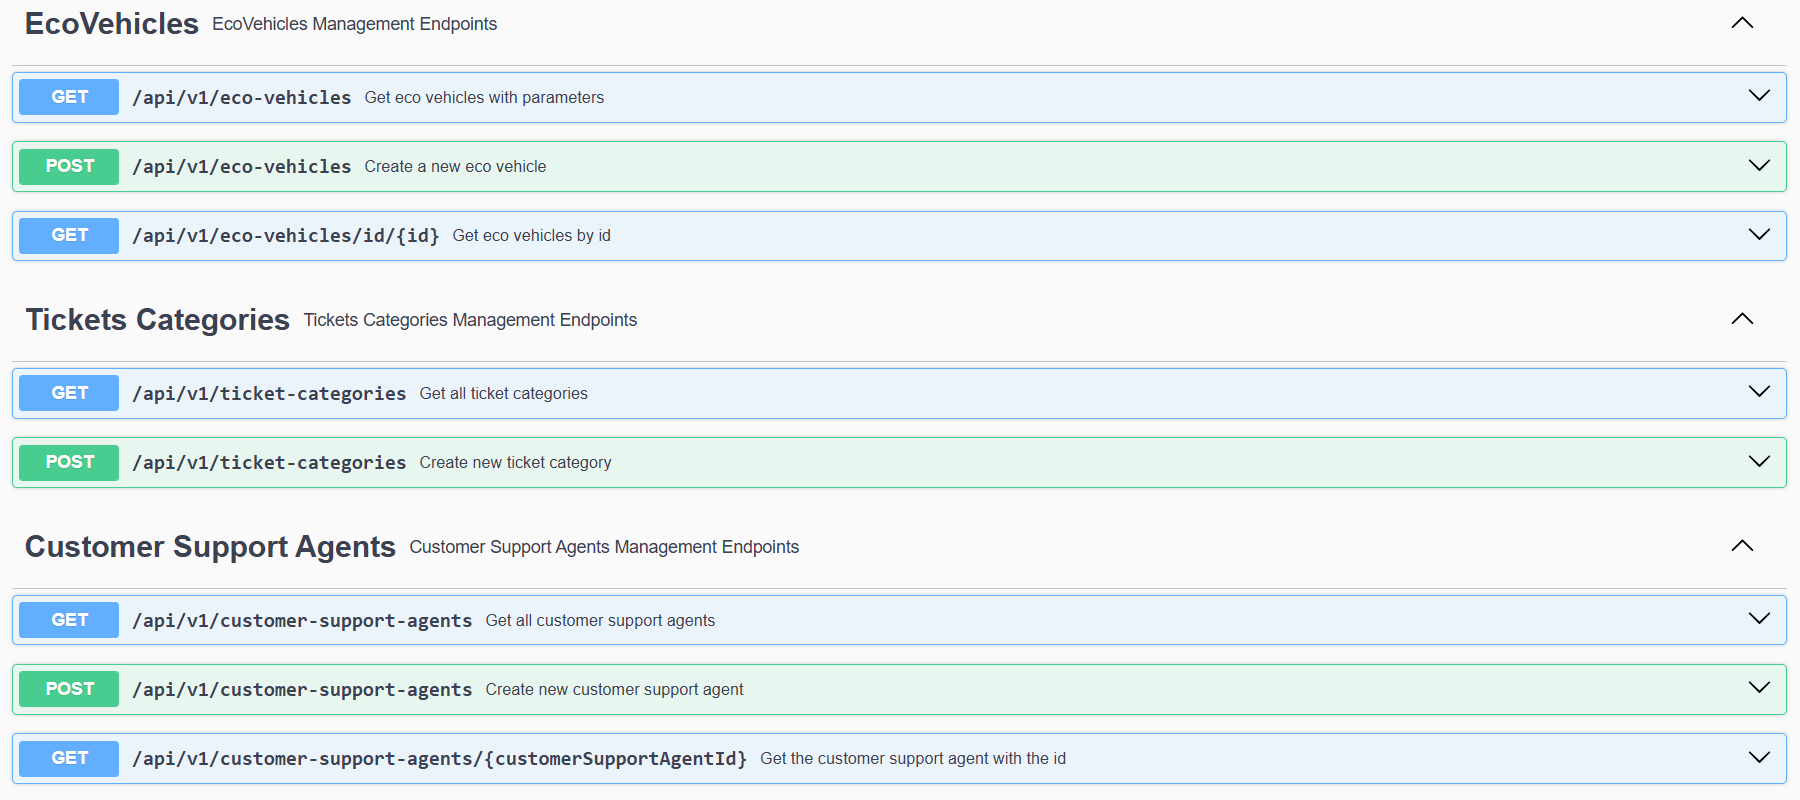 EcoVehicles EcoVehicles Management Endpoints
GET /api/v1/eco-vehicles Get eco vehicles with parameters
POST /api/v1/eco-vehicles Create a new eco vehicle
GET /api/v1/eco-vehicles/id/{id} Get eco vehicles by id
Tickets Categories Tickets Categories Management Endpoints
GET /api/v1/ticket-categories Get all ticket categories
POST /api/v1/ticket-categories Create new ticket category
Customer Support Agents Customer Support Agents Management Endpoints
GET /api/v1/customer-support-agents Get all customer support agents
POST /api/v1/customer-support-agents Create new customer support agent
GET /api/v1/customer-support-agents/{customerSupportAgentId} Get the customer support agent with the id